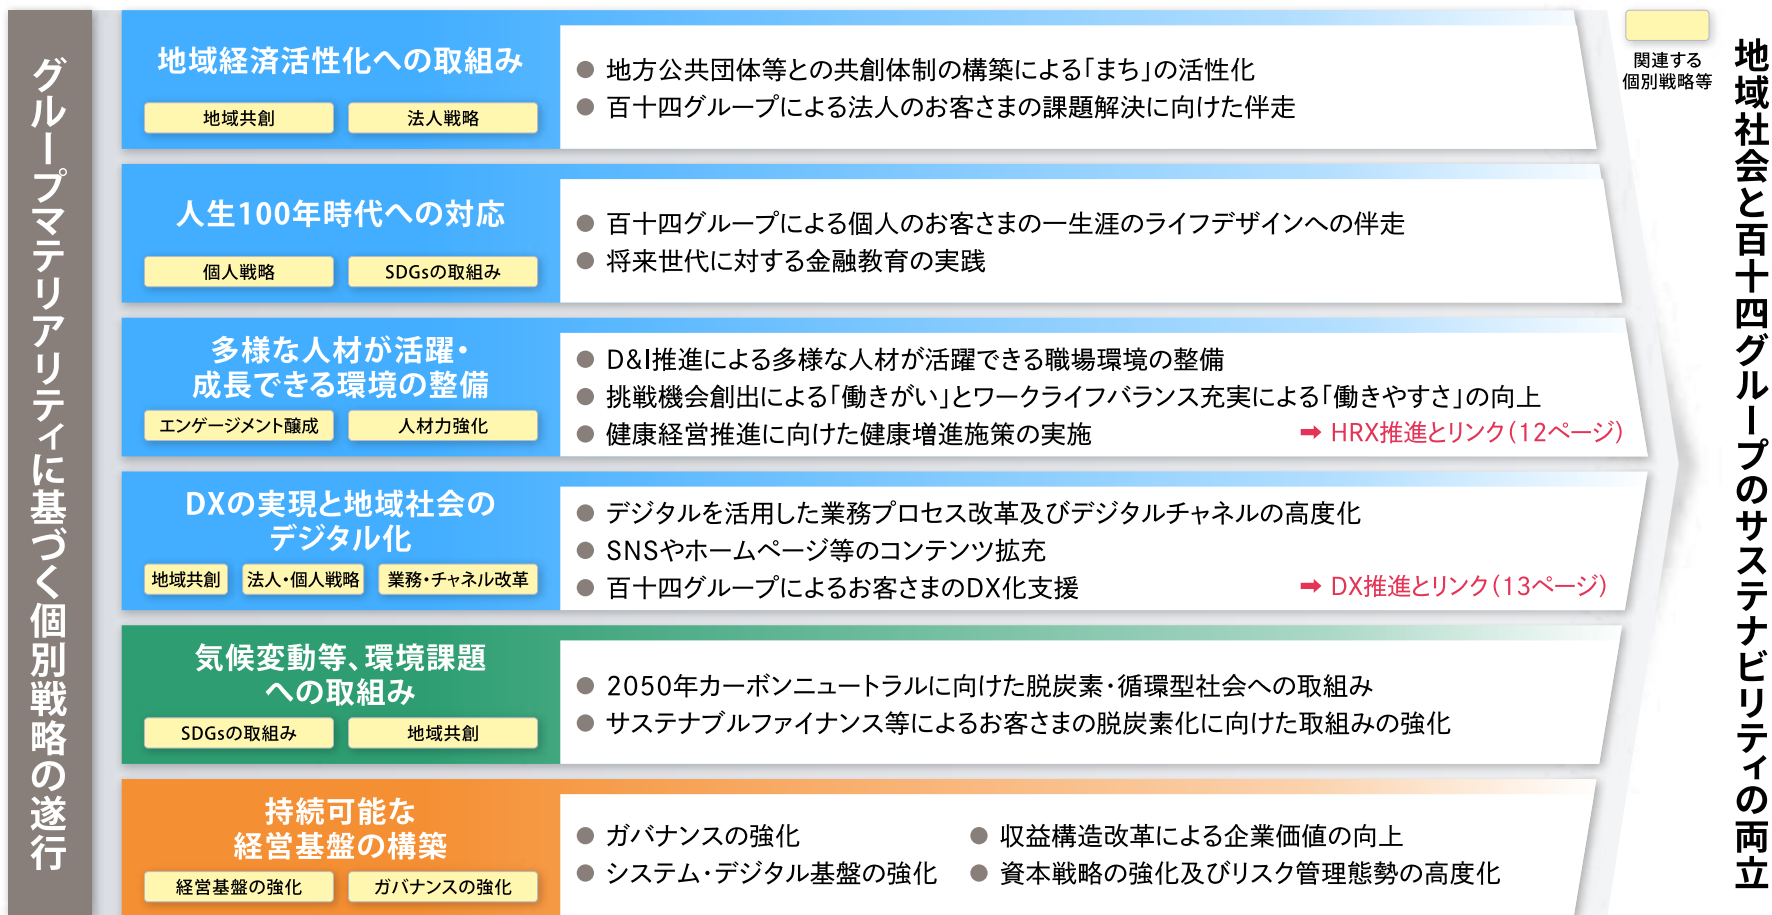 グループマテリアリティに基づく個別戦略の遂行
地域経済活性化への取組み
地域共創
法人戦略
● 地方公共団体等との共創体制の構築による「まち」の活性化
● 百十四グループによる法人のお客さまの課題解決に向けた伴走
人生100年時代への対応
個人戦略
SDGsの取組み
● 百十四グループによる個人のお客さまの一生涯のライフデザインへの伴走
● 将来世代に対する金融教育の実践
多様な人材が活躍・
成長できる環境の整備
エンゲージメント醸成
人材力強化
● D&I推進による多様な人材が活躍できる職場環境の整備
● 挑戦機会創出による「働きがい」とワークライフバランス充実による「働きやすさ」の向上
● 健康経営推進に向けた健康増進施策の実施
➡ HRX推進とリンク（12ページ）
DXの実現と地域社会の
デジタル化
地域共創
法人・個人戦略
業務・チャネル改革
● デジタルを活用した業務プロセス改革及びデジタルチャネルの高度化
● SNSやホームページ等のコンテンツ拡充
● 百十四グループによるお客さまのDX化支援
➡ DX推進とリンク（13ページ）
気候変動等、環境課題
への取組み
SDGsの取組み
地域共創
● 2050年カーボンニュートラルに向けた脱炭素・循環型社会への取組み
● サステナブルファイナンス等によるお客さまの脱炭素化に向けた取組みの強化
持続可能な
経営基盤の構築
経営基盤の強化
ガバナンスの強化
● ガバナンスの強化
● システム・デジタル基盤の強化
● 収益構造改革による企業価値の向上
● 資本戦略の強化及びリスク管理態勢の高度化
関連する
個別戦略等
地域社会と百十四グループのサステナビリティの両立